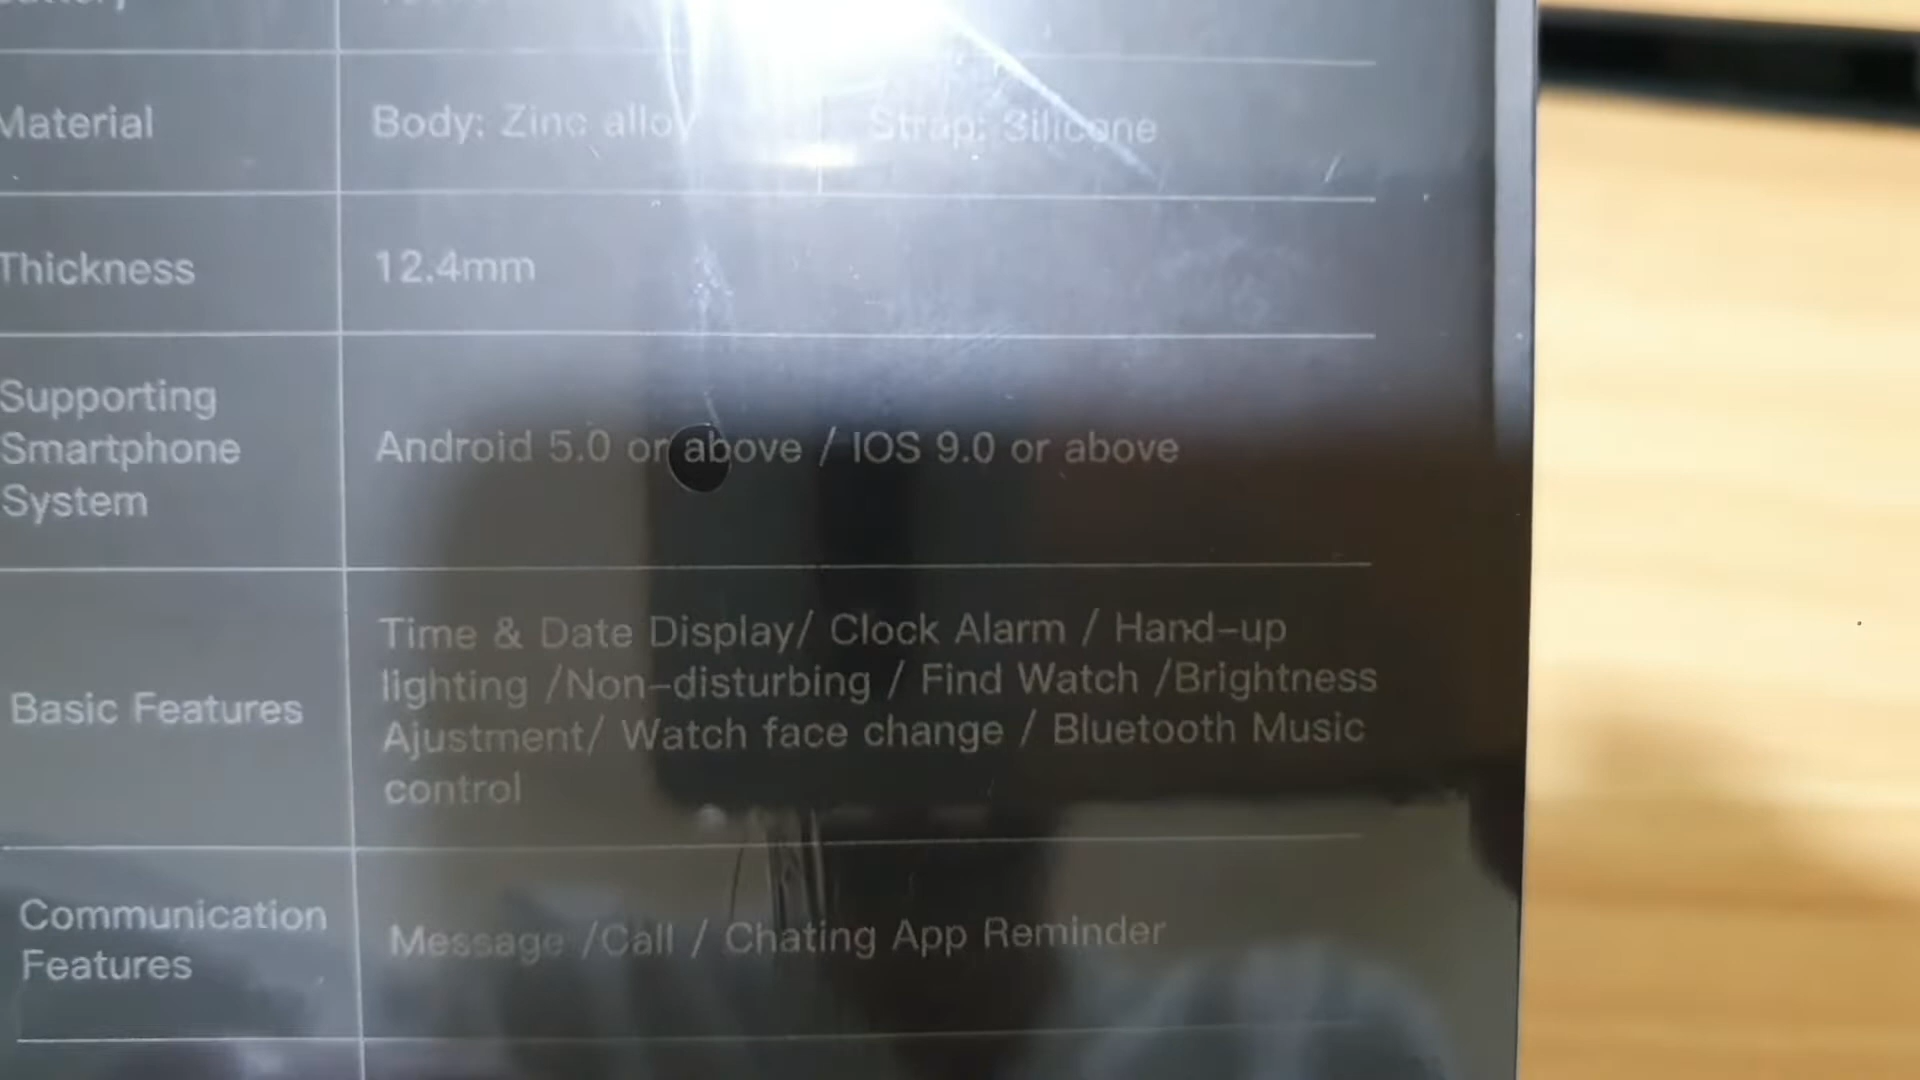 Material
Body: Zinc alloy
Strap: Silicone
Thickness
12.4mm
Supporting
Smartphone
System
Android 5.0 or above / IOS 9.0 or above
Basic Features
Time & Date Display/ Clock Alarm / Hand-up
lighting /Non-disturbing / Find Watch /Brightness
Ajustment/ Watch face change / Bluetooth Music
control
Communication
Features
Message /Call / Chating App Reminder